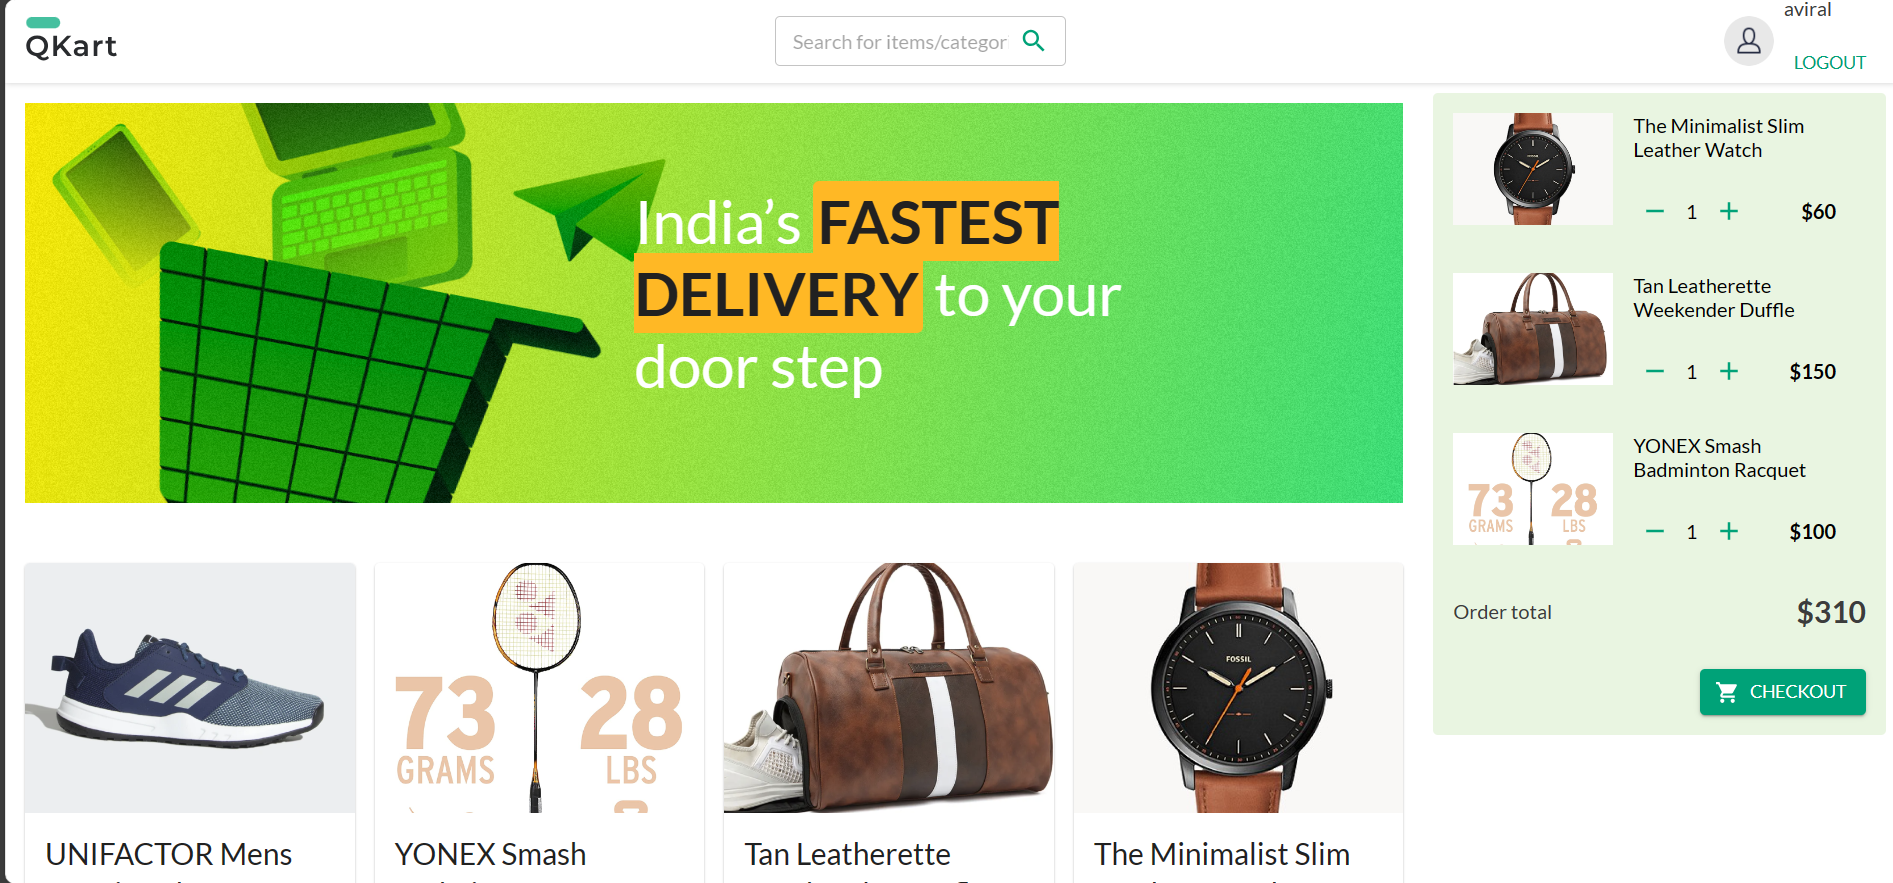 QKart
Search for items/categor
aviral
LOGOUT
India’s FASTEST
DELIVERY to your
door step
The Minimalist Slim
Leather Watch
1
$60
Tan Leatherette
Weekender Duffle
1
$150
73
GRAMS
28
LBS
YONEX Smash
Badminton Racquet
1
$100
Order total
$310
CHECKOUT
73
GRAMS
28
LBS
FOSSIL
UNIFACTOR Mens
YONEX Smash
Tan Leatherette
The Minimalist Slim